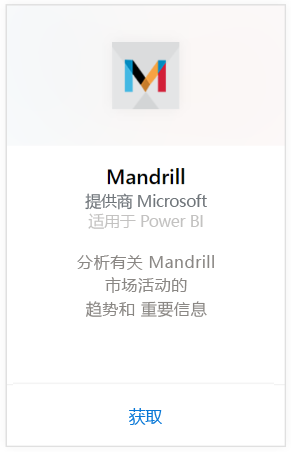 Mandrill
提供商 Microsoft
适用于 Power BI
分析有关 Mandrill
市场活动的
趋势和 重要信息
获取